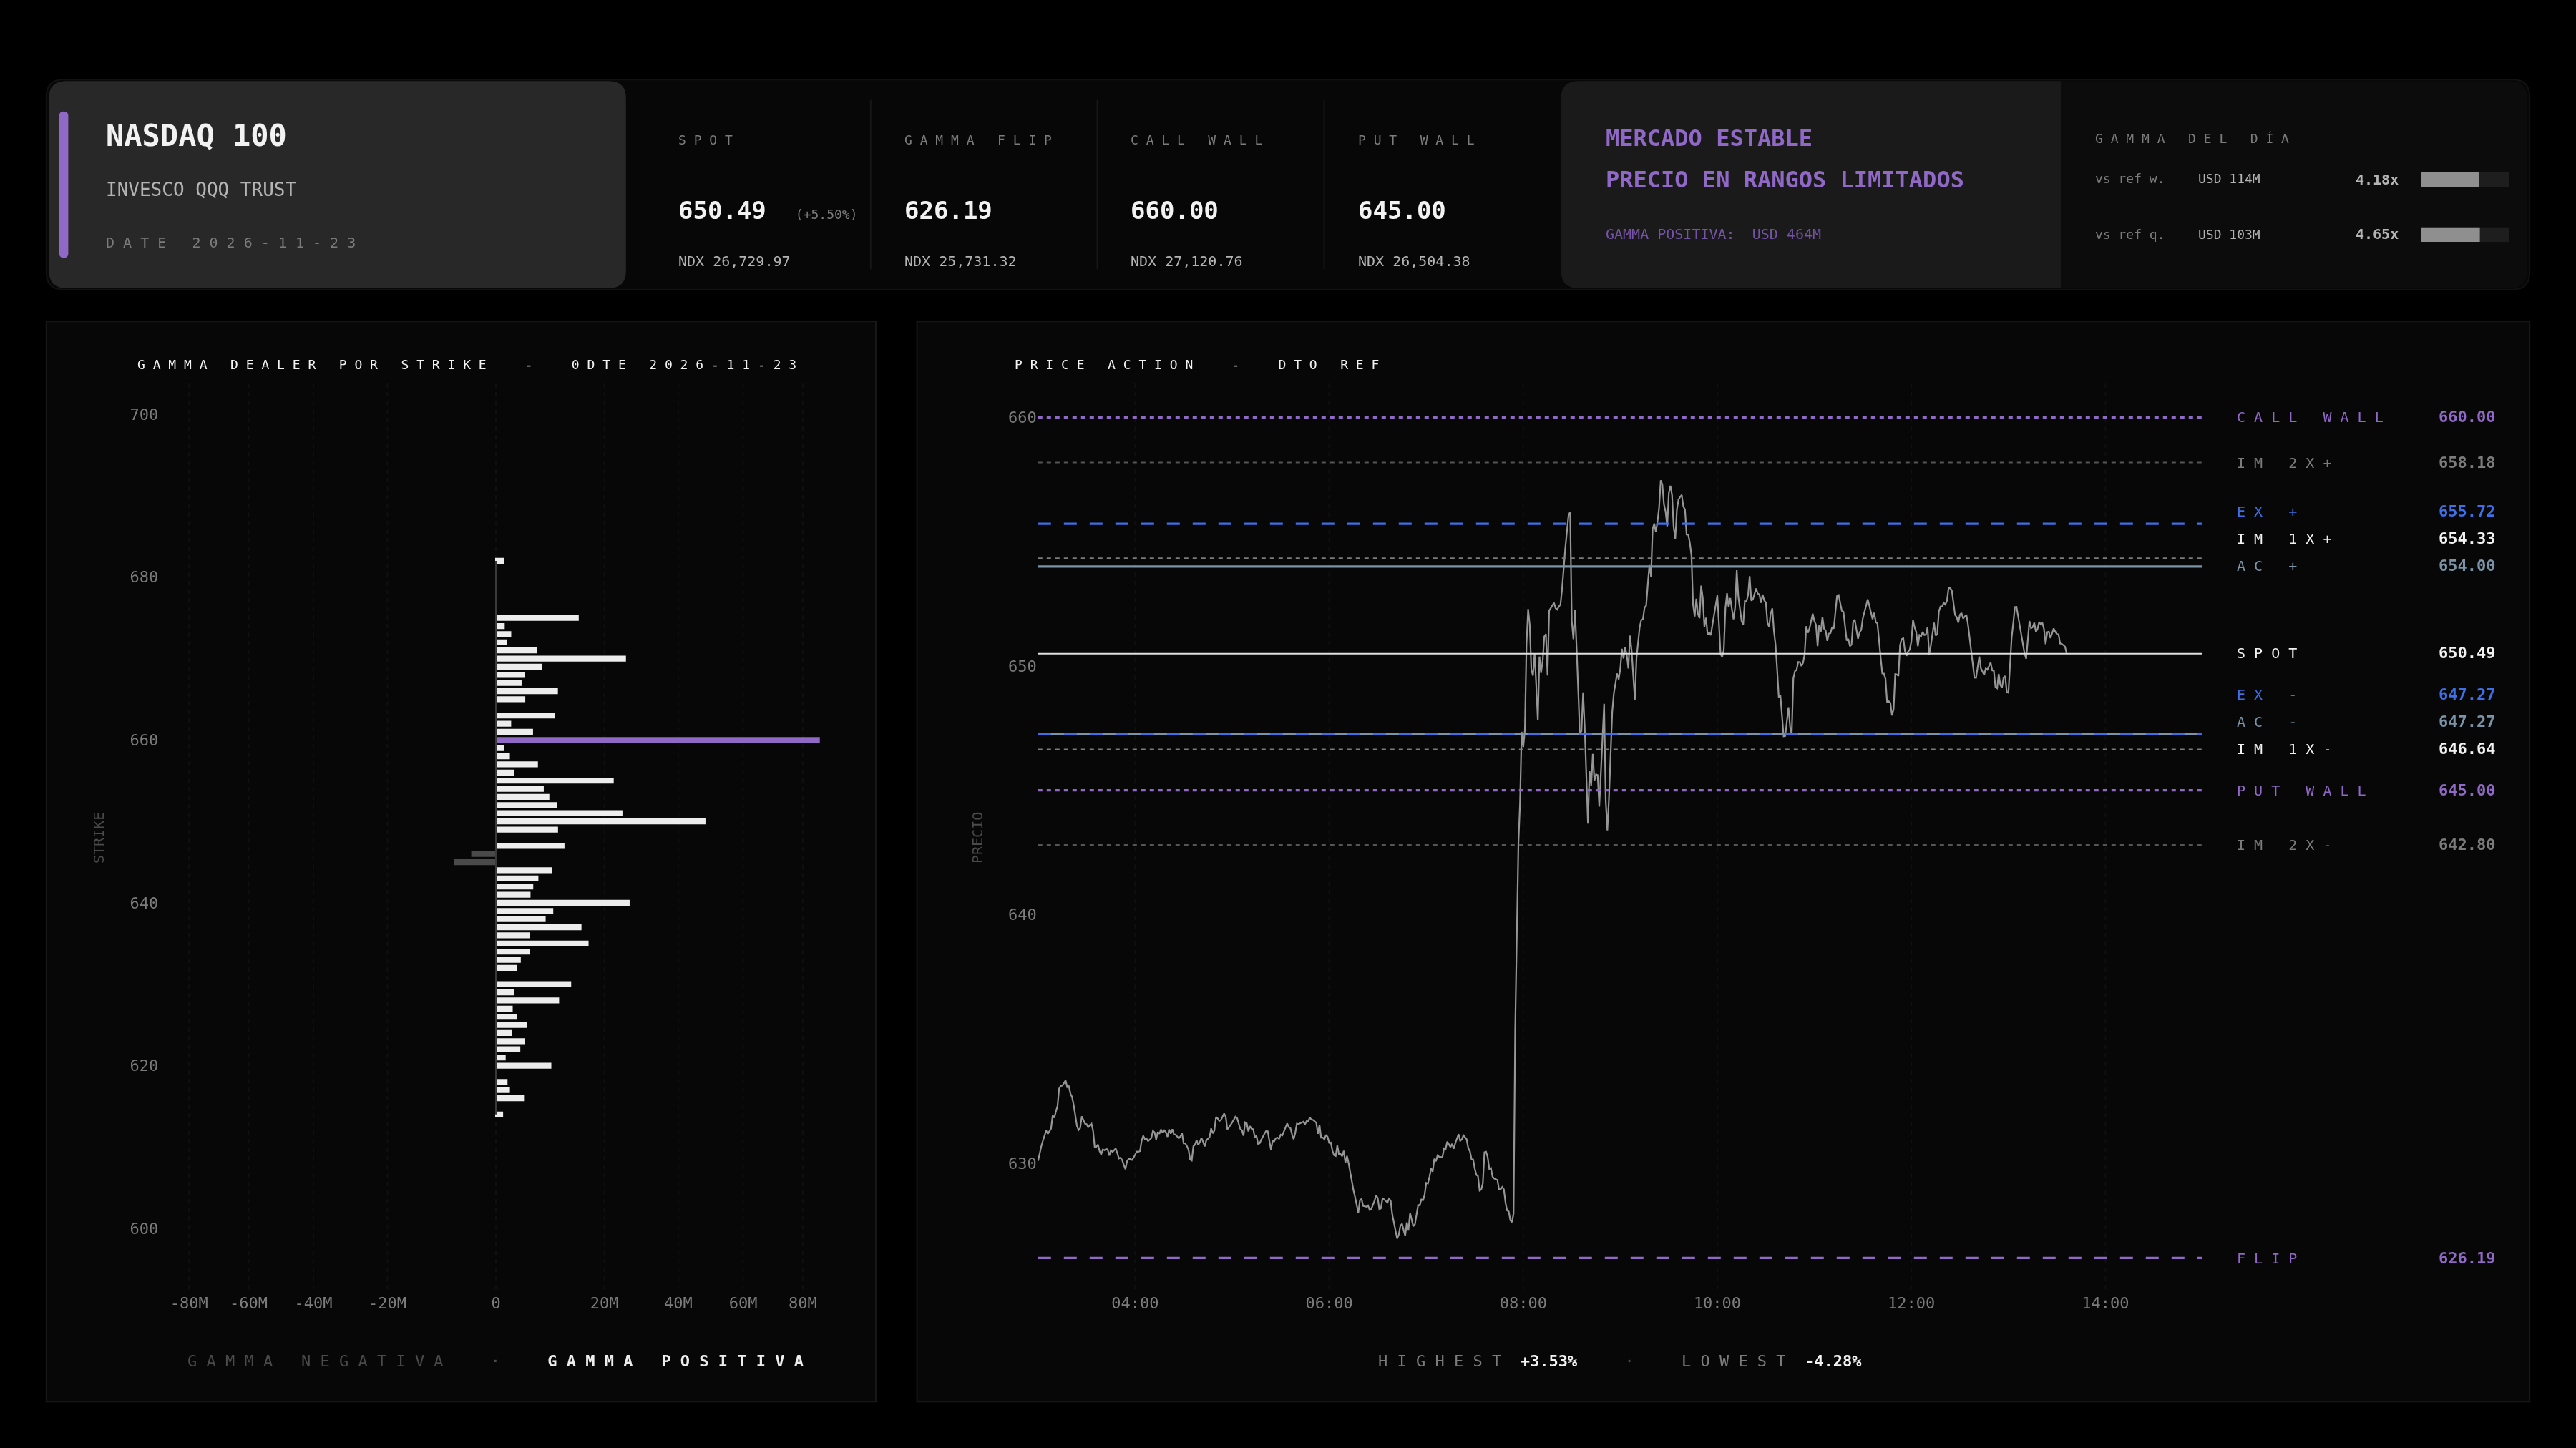 NASDAQ 100
INVESCO QQQ TRUST
DATE 2026-11-23
SPOT
650.49 (+5.50%)
NDX 26,729.97
GAMMA FLIP
626.19
NDX 25,731.32
CALL WALL
660.00
NDX 27,120.76
PUT WALL
645.00
NDX 26,504.38
MERCADO ESTABLE
PRECIO EN RANGOS LIMITADOS
GAMMA POSITIVA: USD 464M
GAMMA DEL DÍA
vs ref w. USD 114M 4.18x
vs ref q. USD 103M 4.65x
GAMMA DEALER POR STRIKE - 0DTE 2026-11-23
700
680
660
640
620
600
STRIKE
-80M -60M -40M -20M 0 20M 40M 60M 80M
GAMMA NEGATIVA · GAMMA POSITIVA
PRICE ACTION - DTO REF
660
650
640
630
PRECIO
CALL WALL 660.00
IM 2X+ 658.18
EX + 655.72
IM 1X+ 654.33
AC + 654.00
SPOT 650.49
EX - 647.27
AC - 647.27
IM 1X- 646.64
PUT WALL 645.00
IM 2X- 642.80
FLIP 626.19
04:00 06:00 08:00 10:00 12:00 14:00
HIGHEST +3.53% · LOWEST -4.28%